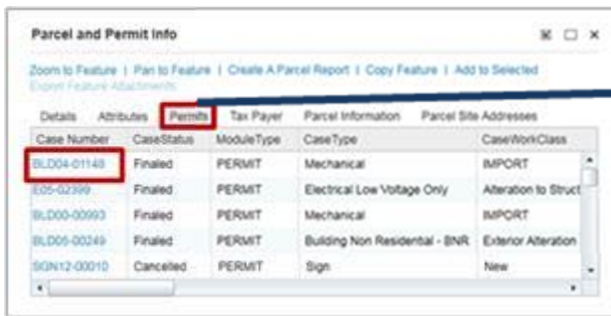 Parcel and Permit Info
Zoom to Feature | Pan to Feature | Create A Parcel Report | Copy Feature | Add to Selected
Export Feature Attachments
Details Attributes Permits Tax Payer Parcel Information Parcel Site Addresses
Case Number CaseStatus ModuleType CaseType CaseWorkClass
BLD04-01148 Finaled PERMIT Mechanical IMPORT
E05-02399 Finaled PERMIT Electrical Low Voltage Only Alteration to Struct
BLD00-00993 Finaled PERMIT Mechanical IMPORT
BLD05-00249 Finaled PERMIT Building Non Residential - BNR Exterior Alteration
SGN12-00010 Cancelled PERMIT Sign New